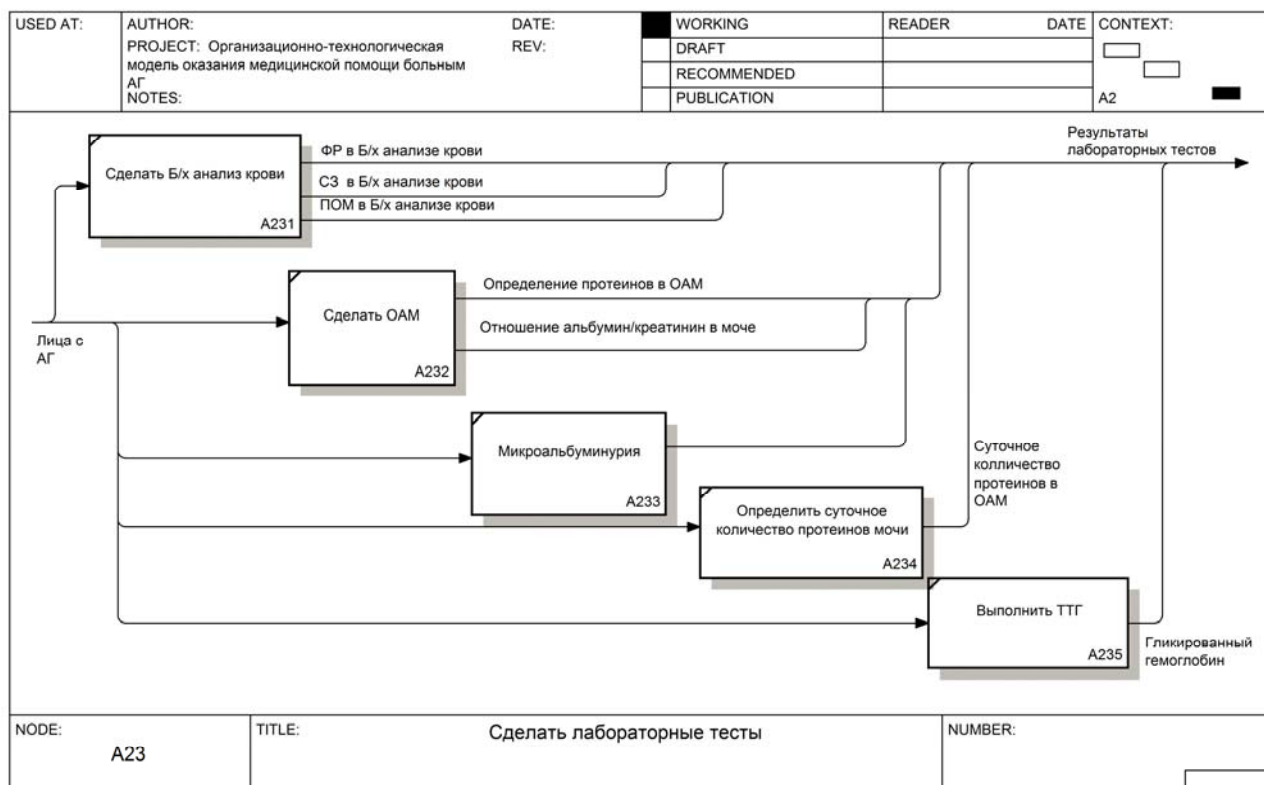 USED AT:
AUTHOR:
DATE:
PROJECT: Организационно-технологическая
модель оказания медицинской помощи больным
АГ
REV:
NOTES:
WORKING
DRAFT
RECOMMENDED
PUBLICATION
READER
DATE
CONTEXT:
A2
Сделать Б/х анализ крови
A231
ФР в Б/х анализе крови
СЗ в Б/х анализе крови
ПОМ в Б/х анализе крови
Результаты
лабораторных тестов
Лица с
АГ
Сделать ОАМ
A232
Определение протеинов в ОАМ
Отношение альбумин/креатинин в моче
Микроальбуминурия
A233
Суточное
колличество
протеинов в
ОАМ
Определить суточное
количество протеинов мочи
A234
Выполнить ТТГ
A235
Гликированный
гемоглобин
NODE:
A23
TITLE:
Сделать лабораторные тесты
NUMBER: